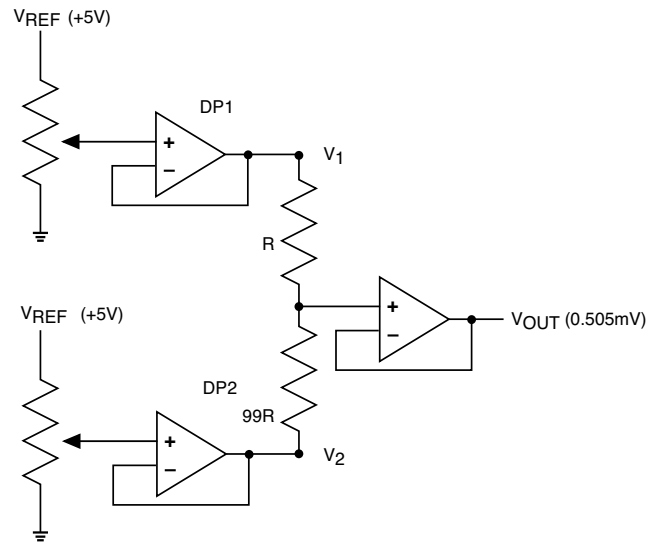 VREF (+5V)
DP1
+
–
V1
R
+
–
VOUT (0.505mV)
VREF (+5V)
DP2
99R
+
–
V2